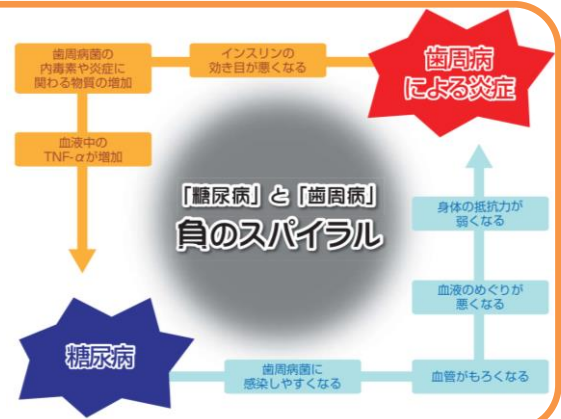 歯周病
による炎症
インスリンの
効き目が悪くなる
歯周病菌の
内毒素や炎症に
関わる物質の増加
血液中の
TNF-αが増加
「糖尿病」と「歯周病」
負のスパイラル
糖尿病
歯周病菌に
感染しやすくなる
血管がもろくなる
血液のめぐりが
悪くなる
身体の抵抗力が
弱くなる